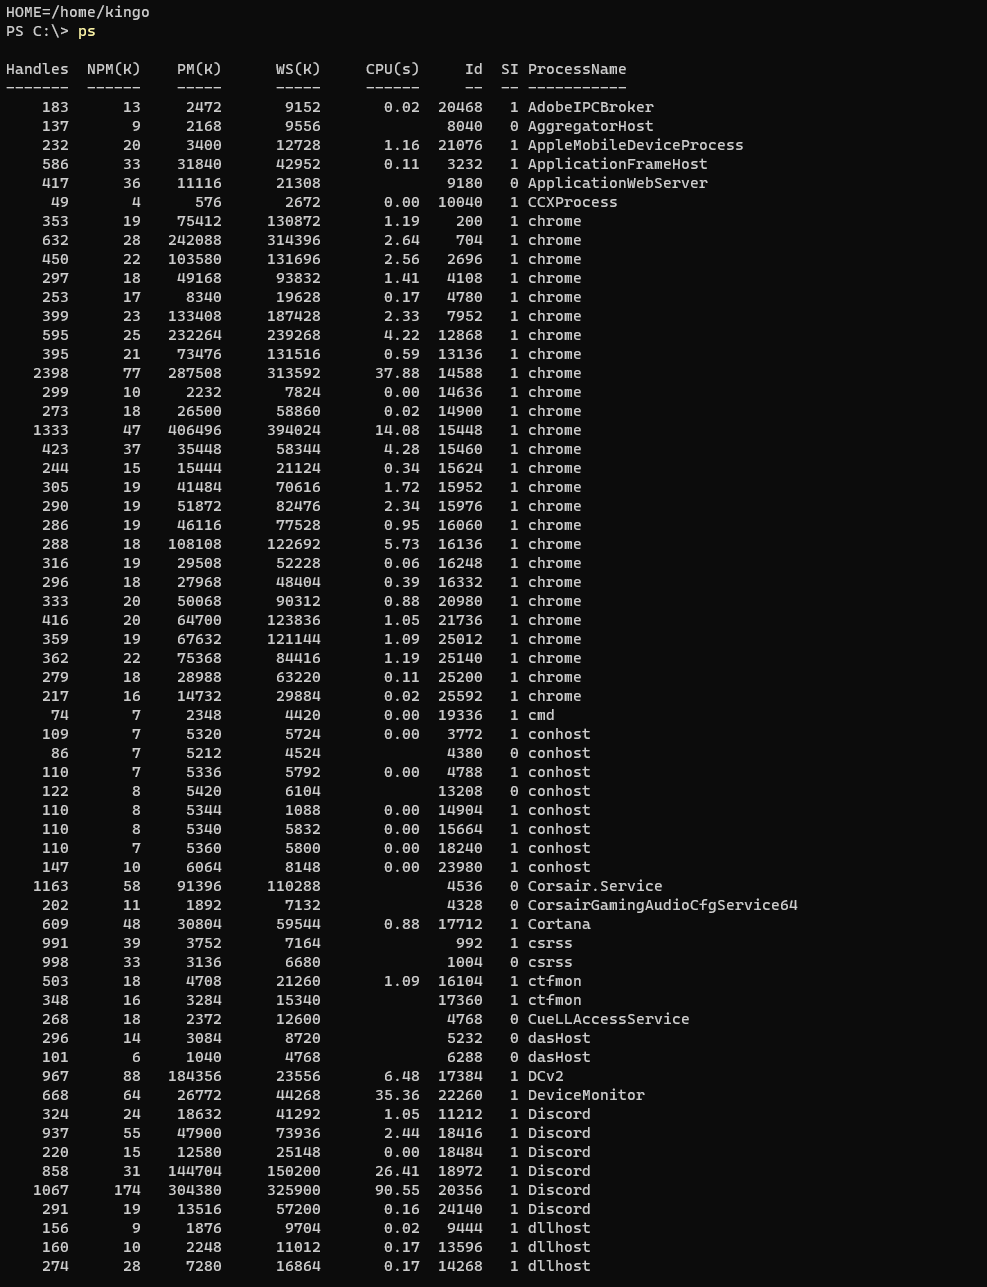 HOME=/home/kingo
PS C:\> ps
Handles  NPM(K)    PM(K)      WS(K)     CPU(s)     Id  SI ProcessName
-------  ------    -----      -----     ------     --  -- -----------
    183      13     2472       9152       0.02  20468   1 AdobeIPCBroker
    137       9     2168       9556              8040   0 AggregatorHost
    232      20     3400      12728       1.16  21076   1 AppleMobileDeviceProcess
    586      33    31840      42952       0.11   3232   1 ApplicationFrameHost
    417      36    11116      21308              9180   0 ApplicationWebServer
     49       4      576       2672       0.00  10040   1 CCXProcess
    353      19    75412     130872       1.19    200   1 chrome
    632      28   242088     314396       2.64    704   1 chrome
    450      22   103580     131696       2.56   2696   1 chrome
    297      18    49168      93832       1.41   4108   1 chrome
    253      17     8340      19628       0.17   4780   1 chrome
    399      23   133408     187428       2.33   7952   1 chrome
    595      25   232264     239268       4.22  12868   1 chrome
    395      21    73476     131516       0.59  13136   1 chrome
   2398      77   287508     313592      37.88  14588   1 chrome
    299      10     2232       7824       0.00  14636   1 chrome
    273      18    26500      58860       0.02  14900   1 chrome
   1333      47   406496     394024      14.08  15448   1 chrome
    423      37    35448      58344       4.28  15460   1 chrome
    244      15    15444      21124       0.34  15624   1 chrome
    305      19    41484      70616       1.72  15952   1 chrome
    290      19    51872      82476       2.34  15976   1 chrome
    286      19    46116      77528       0.95  16060   1 chrome
    288      18   108108     122692       5.73  16136   1 chrome
    316      19    29508      52228       0.06  16248   1 chrome
    296      18    27968      48404       0.39  16332   1 chrome
    333      20    50068      90312       0.88  20980   1 chrome
    416      20    64700     123836       1.05  21736   1 chrome
    359      19    67632     121144       1.09  25012   1 chrome
    362      22    75368      84416       1.19  25140   1 chrome
    279      18    28988      63220       0.11  25200   1 chrome
    217      16    14732      29884       0.02  25592   1 chrome
     74       7     2348       4420       0.00  19336   1 cmd
    109       7     5320       5724       0.00   3772   1 conhost
     86       7     5212       4524              4380   0 conhost
    110       7     5336       5792       0.00   4788   1 conhost
    122       8     5420       6104             13208   0 conhost
    110       8     5344       1088       0.00  14904   1 conhost
    110       8     5340       5832       0.00  15664   1 conhost
    110       7     5360       5800       0.00  18240   1 conhost
    147      10     6064       8148       0.00  23980   1 conhost
   1163      58    91396     110288              4536   0 Corsair.Service
    202      11     1892       7132              4328   0 CorsairGamingAudioCfgService64
    609      48    30804      59544       0.88  17712   1 Cortana
    991      39     3752       7164               992   1 csrss
    998      33     3136       6680              1004   0 csrss
    503      18     4708      21260       1.09  16104   1 ctfmon
    348      16     3284      15340             17360   1 ctfmon
    268      18     2372      12600              4768   0 CueLLAccessService
    296      14     3084       8720              5232   0 dasHost
    101       6     1040       4768              6288   0 dasHost
    967      88   184356      23556       6.48  17384   1 DCv2
    668      64    26772      44268      35.36  22260   1 DeviceMonitor
    324      24    18632      41292       1.05  11212   1 Discord
    937      55    47900      73936       2.44  18416   1 Discord
    220      15    12580      25148       0.00  18484   1 Discord
    858      31   144704     150200      26.41  18972   1 Discord
   1067     174   304380     325900      90.55  20356   1 Discord
    291      19    13516      57200       0.16  24140   1 Discord
    156       9     1876       9704       0.02   9444   1 dllhost
    160      10     2248      11012       0.17  13596   1 dllhost
    274      28     7280      16864       0.17  14268   1 dllhost